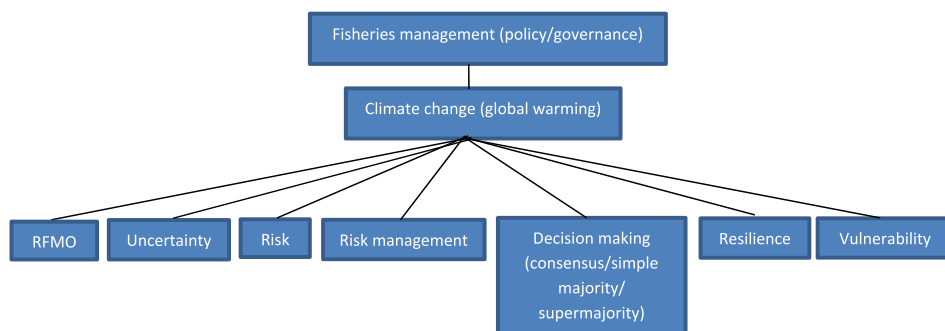 Fisheries management (policy/governance)
Climate change (global warming)
RFMO
Uncertainty
Risk
Risk management
Decision making
(consensus/simple
majority/
supermajority)
Resilience
Vulnerability